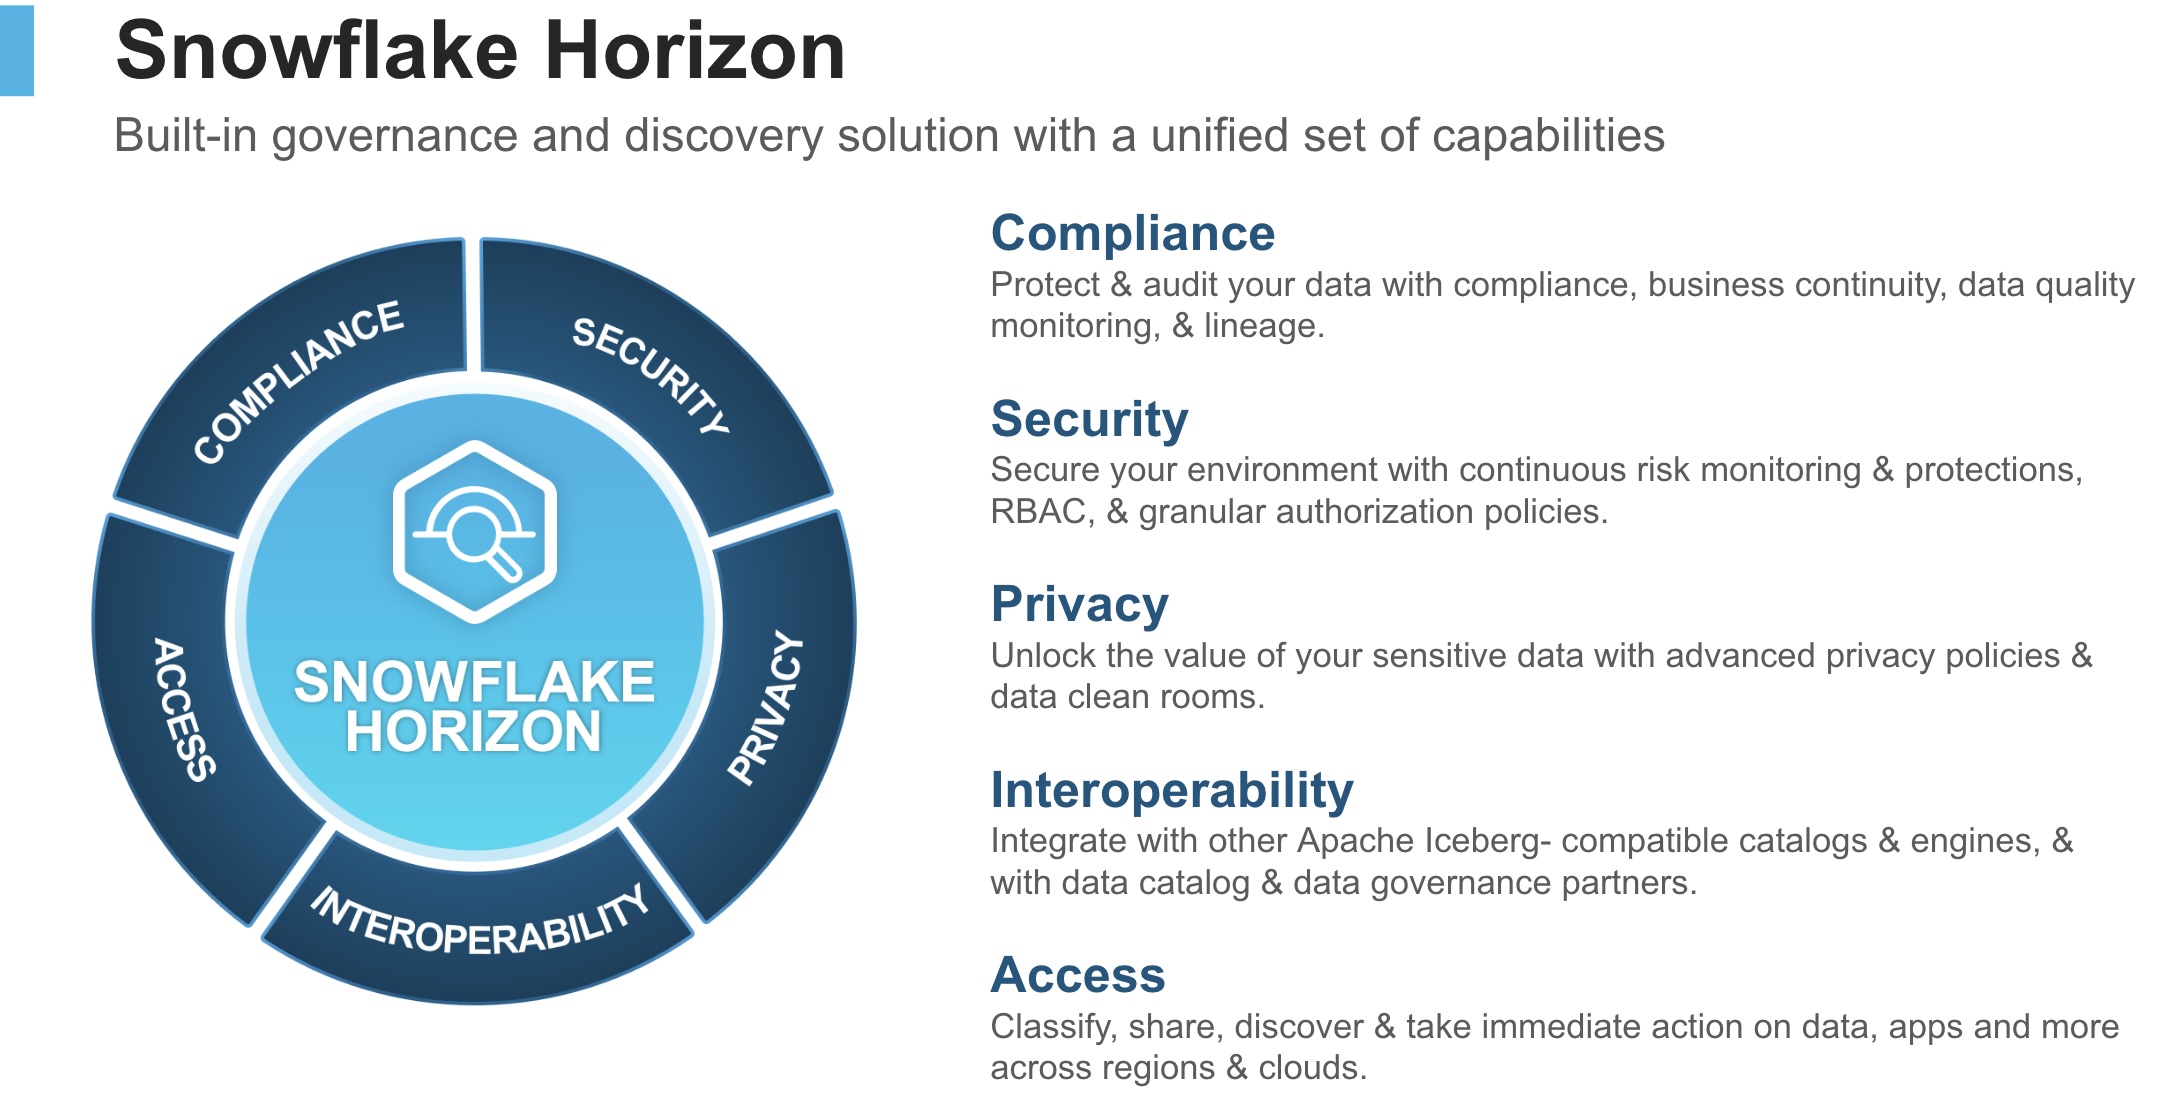 Snowflake Horizon
Built-in governance and discovery solution with a unified set of capabilities
COMPLIANCE
SECURITY
PRIVACY
INTEROPERABILITY
ACCESS
SNOWFLAKE
HORIZON
Compliance
Protect & audit your data with compliance, business continuity, data quality
monitoring, & lineage.
Security
Secure your environment with continuous risk monitoring & protections,
RBAC, & granular authorization policies.
Privacy
Unlock the value of your sensitive data with advanced privacy policies &
data clean rooms.
Interoperability
Integrate with other Apache Iceberg- compatible catalogs & engines, &
with data catalog & data governance partners.
Access
Classify, share, discover & take immediate action on data, apps and more
across regions & clouds.